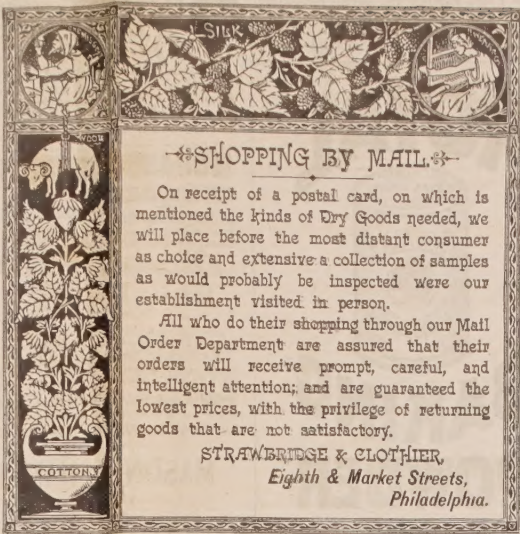 SILK
WOOL
SHOPPING BY MAIL
On receipt of a postal card, on which is
mentioned the kinds of Dry Goods needed, we
will place before the most distant consumer
as choice and extensive a collection of samples
as would probably be inspected were our
establishment visited in person.
All who do their shopping through our Mail
Order Department are assured that their
orders will receive prompt, careful, and
intelligent attention; and are guaranteed the
lowest prices, with the privilege of returning
goods that are not satisfactory.
STRAWBRIDGE & CLOTHIER,
Eighth & Market Streets,
Philadelphia.
COTTON